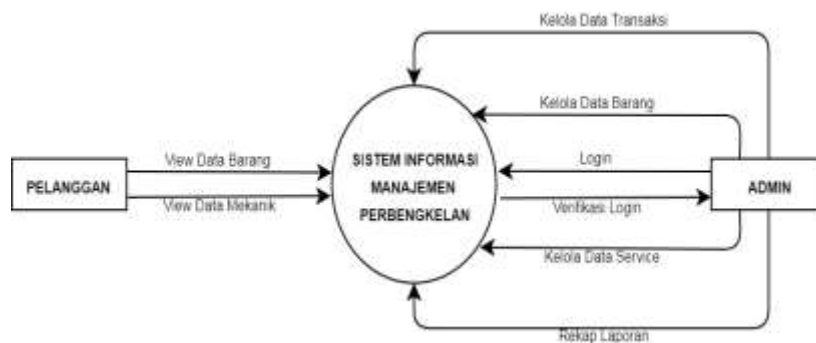 Kelola Data Transaksi
Kelola Data Barang
View Data Barang
SISTEM INFORMASI
MANAJEMEN
PERBENGKELAN
Login
PELANGGAN
ADMIN
View Data Mekanik
Verifikasi Login
Kelola Data Service
Rekap Laporan